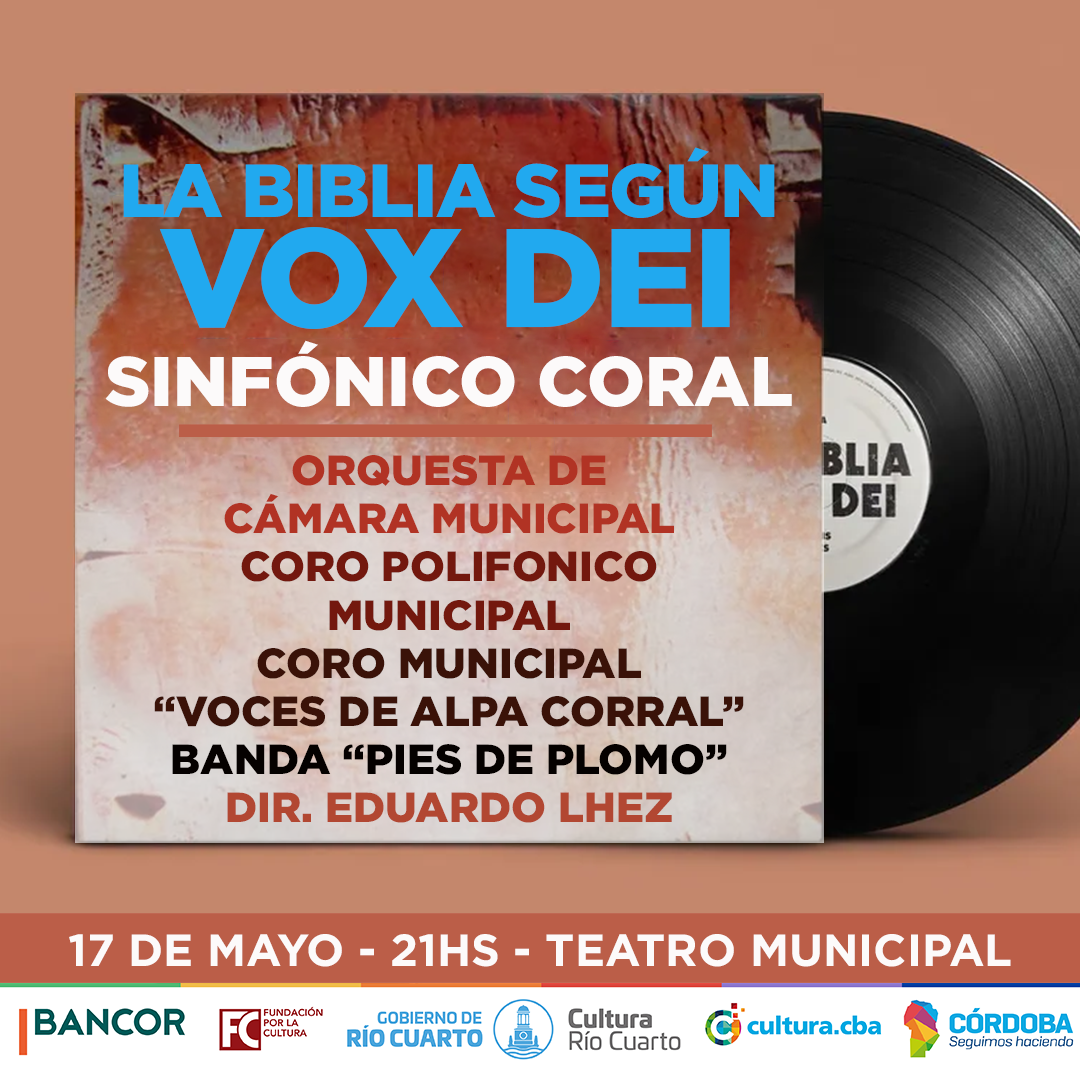 LA BIBLIA SEGÚN
VOX DEI
SINFÓNICO CORAL
ORQUESTA DE
CÁMARA MUNICIPAL
CORO POLIFONICO
MUNICIPAL
CORO MUNICIPAL
“VOCES DE ALPA CORRAL”
BANDA “PIES DE PLOMO”
DIR. EDUARDO LHEZ
BLIA
DEI
17 DE MAYO - 21HS - TEATRO MUNICIPAL
BANCOR
FC FUNDACIÓN
POR LA
CULTURA
GOBIERNO DE
RÍO CUARTO
Cultura
Río Cuarto
cultura.cba
CÓRDOBA
Seguimos haciendo